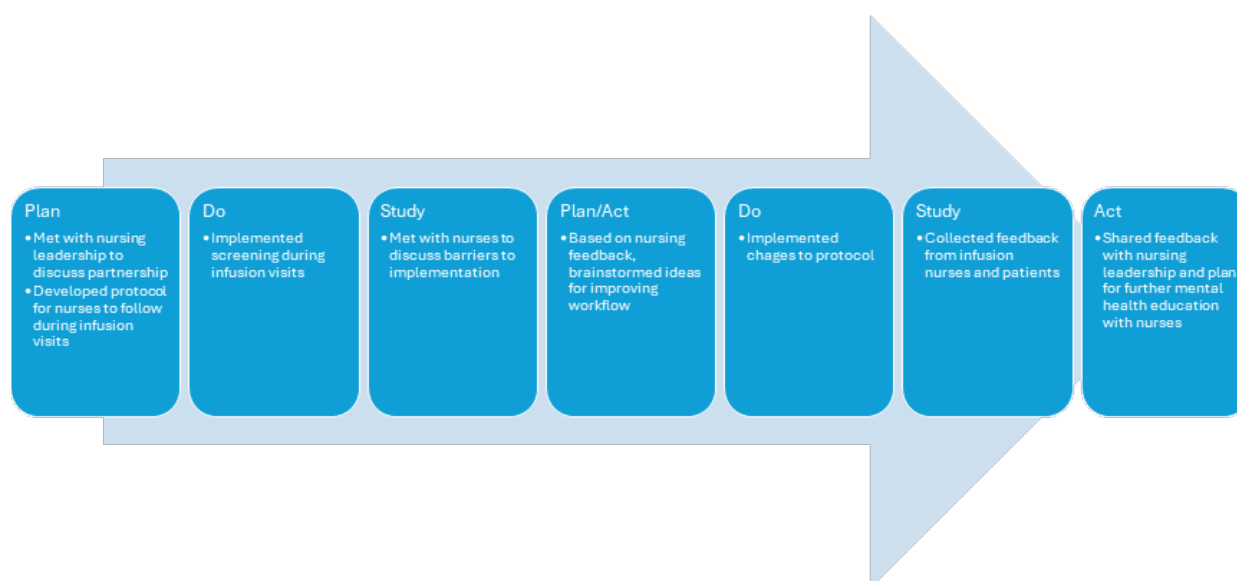 Plan
•Met with nursing
leadership to
discuss partnership
•Developed protocol
for nurses to follow
during infusion
visits
Do
•Implemented
screening during
infusion visits
Study
•Met with nurses to
discuss barriers to
implementation
Plan/Act
•Based on nursing
feedback,
brainstormed ideas
for improving
workflow
Do
•Implemented
chages to protocol
Study
•Collected feedback
from infusion
nurses and patients
Act
•Shared feedback
with nursing
leadership and plan
for further mental
health education
with nurses